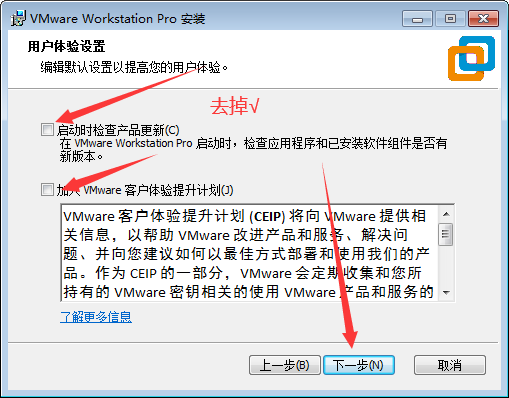 VMware Workstation Pro 安装
用户体验设置
编辑默认设置以提高您的用户体验。
去掉√
启动时检查产品更新(C)
在 VMware Workstation Pro 启动时，检查应用程序和已安装软件组件是否有
新版本。
加入 VMware 客户体验提升计划(J)
VMware 客户体验提升计划 (CEIP) 将向 VMware 提供相
关信息，以帮助 VMware 改进产品和服务、解决问
题、并向您建议如何以最佳方式部署和使用我们的产
品。作为 CEIP 的一部分，VMware 会定期收集和您所
持有的 VMware 密钥相关的使用 VMware 产品和服务的
了解更多信息
上一步(B)
下一步(N)
取消